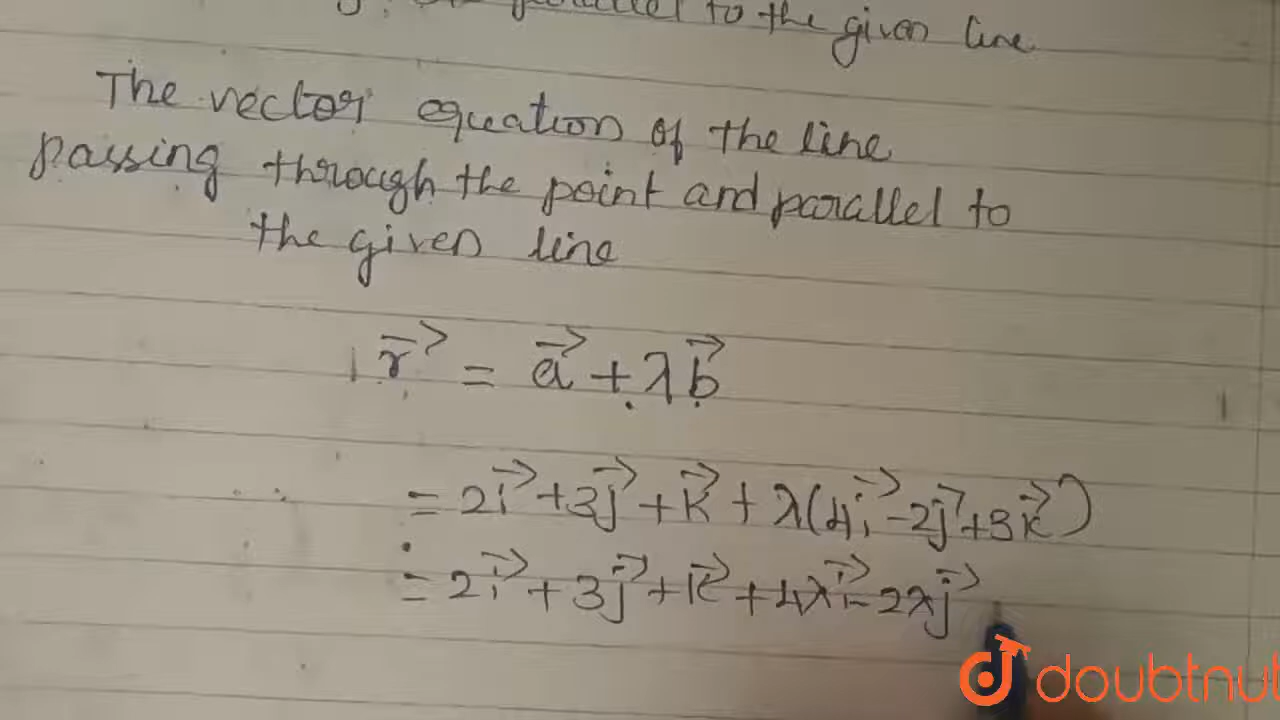 parallel to the given line.
The vector equation of the line
passing through the point and parallel to
the given line
r⃗ = a⃗ + λb⃗
= 2i⃗ + 3j⃗ + k⃗ + λ(4i⃗ - 2j⃗ + 3k⃗)
= 2i⃗ + 3j⃗ + k⃗ + 4λi⃗ - 2λj⃗
doubtnut